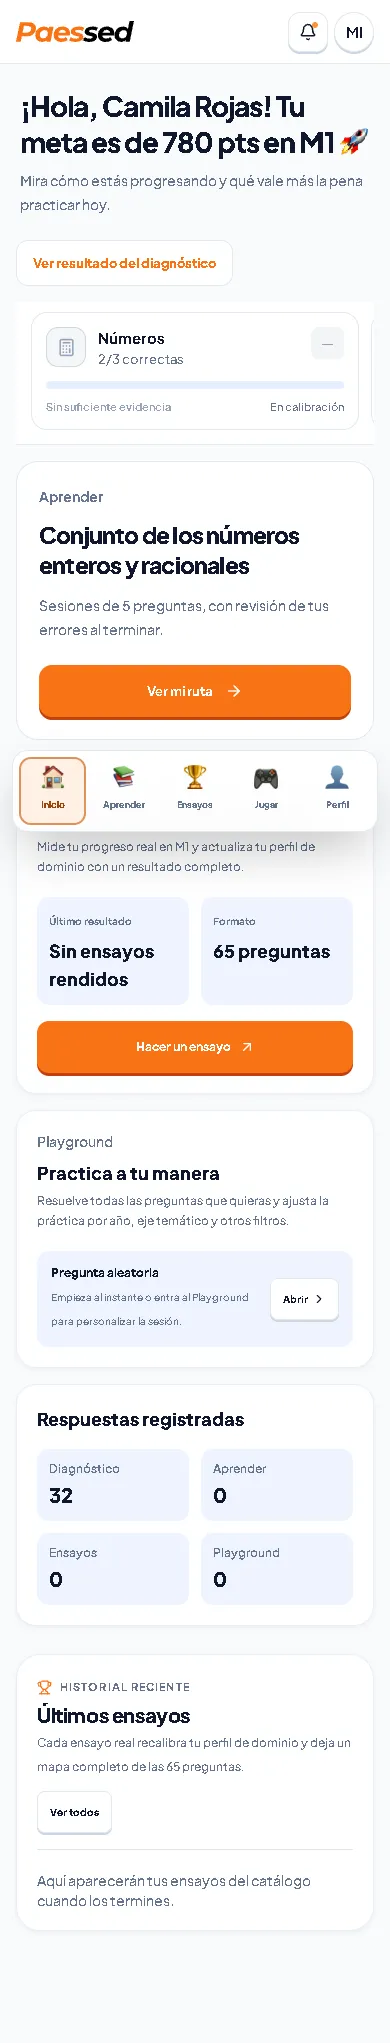 Paessed
MI
¡Hola, Camila Rojas! Tu
meta es de 780 pts en M1 🚀
Mira cómo estás progresando y qué vale más la pena
practicar hoy.
Ver resultado del diagnóstico
Números
2/3 correctas
—
Sin suficiente evidencia
En calibración
Aprender
Conjunto de los números
enteros y racionales
Sesiones de 5 preguntas, con revisión de tus
errores al terminar.
Ver mi ruta →
Inicio
Aprender
Ensayos
Jugar
Perfil
Mide tu progreso real en M1 y actualiza tu perfil de
dominio con un resultado completo.
Último resultado
Sin ensayos
rendidos
Formato
65 preguntas
Hacer un ensayo ↗
Playground
Practica a tu manera
Resuelve todas las preguntas que quieras y ajusta la
práctica por año, eje temático y otros filtros.
Pregunta aleatoria
Empieza al instante o entra al Playground
para personalizar la sesión.
Abrir >
Respuestas registradas
Diagnóstico
32
Aprender
0
Ensayos
0
Playground
0
HISTORIAL RECIENTE
Últimos ensayos
Cada ensayo real recalibra tu perfil de dominio y deja un
mapa completo de las 65 preguntas.
Ver todos
Aquí aparecerán tus ensayos del catálogo
cuando los termines.